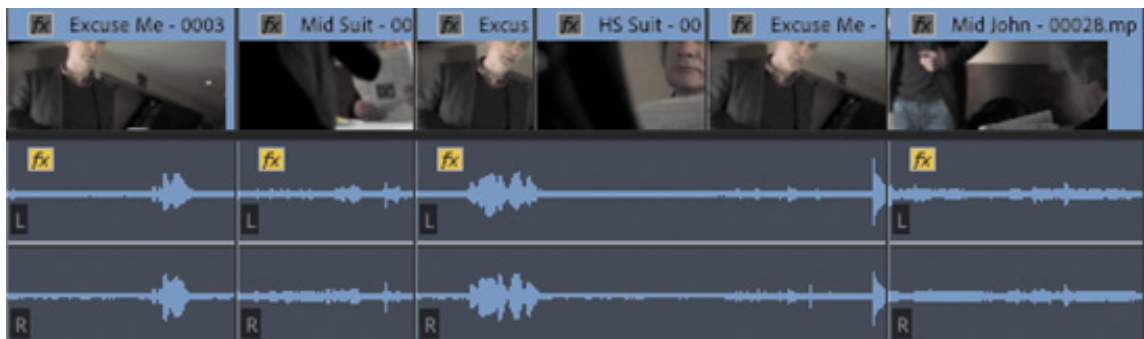 fx Excuse Me - 0003 fx Mid Suit - 00 fx Excus fx HS Suit - 00 fx Excuse Me - fx Mid John - 00028.mp
fx fx fx fx
L L L L
R R R R